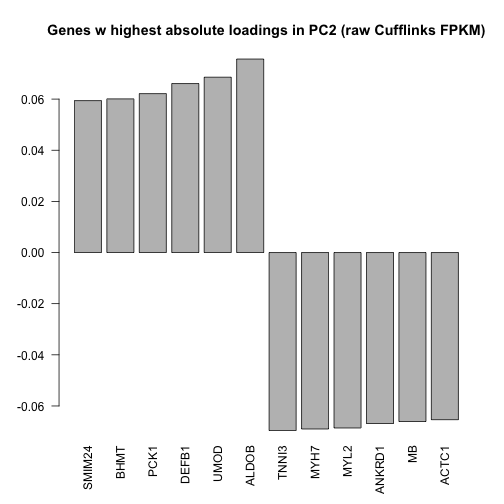 Genes w highest absolute loadings in PC2 (raw Cufflinks FPKM)
0.06
0.04
0.02
0.00
-0.02
-0.04
-0.06
SMIM24
BHMT
PCK1
DEFB1
UMOD
ALDOB
TNNI3
MYH7
MYL2
ANKRD1
MB
ACTC1